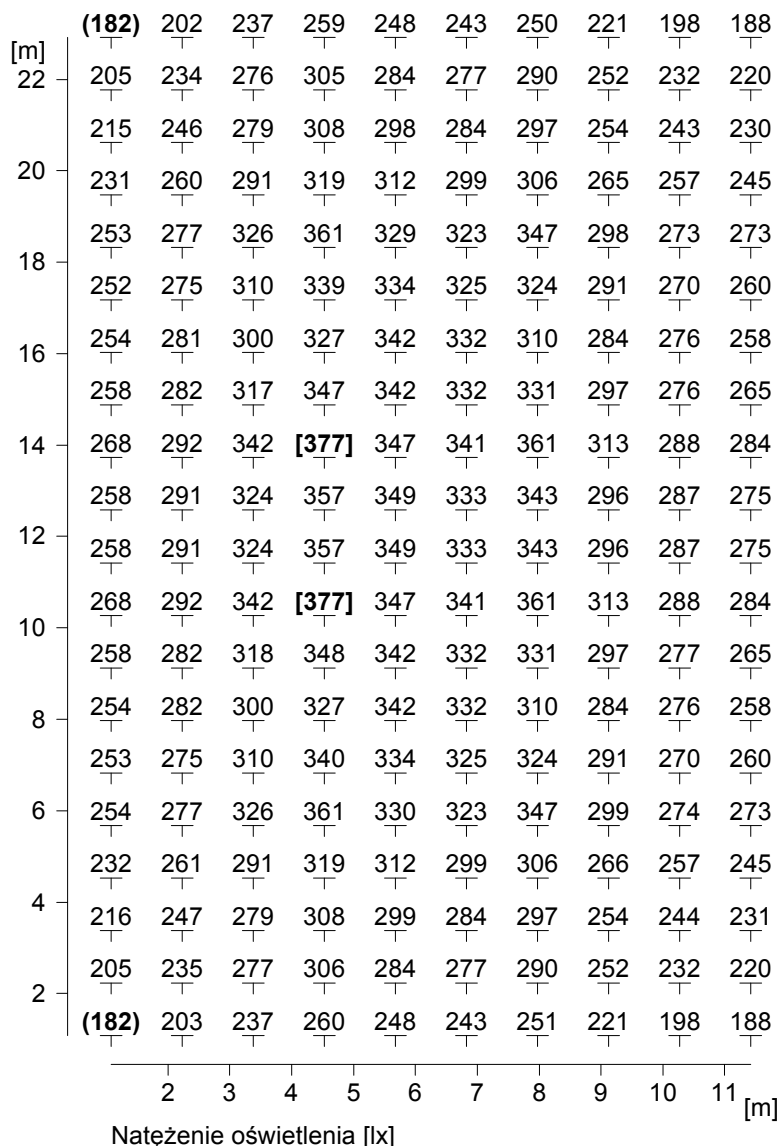 (182) 202 237 259 248 243 250 221 198 188
[m]
22 205 234 276 305 284 277 290 252 232 220
215 246 279 308 298 284 297 254 243 230
20
231 260 291 319 312 299 306 265 257 245
253 277 326 361 329 323 347 298 273 273
18
252 275 310 339 334 325 324 291 270 260
254 281 300 327 342 332 310 284 276 258
16
258 282 317 347 342 332 331 297 276 265
14 268 292 342 [377] 347 341 361 313 288 284
258 291 324 357 349 333 343 296 287 275
12
258 291 324 357 349 333 343 296 287 275
268 292 342 [377] 347 341 361 313 288 284
10
258 282 318 348 342 332 331 297 277 265
254 282 300 327 342 332 310 284 276 258
8
253 275 310 340 334 325 324 291 270 260
6 254 277 326 361 330 323 347 299 274 273
232 261 291 319 312 299 306 266 257 245
4
216 247 279 308 299 284 297 254 244 231
205 235 277 306 284 277 290 252 232 220
2
(182) 203 237 260 248 243 251 221 198 188
2 3 4 5 6 7 8 9 10 11 [m]
Natężenie oświetlenia [lx]